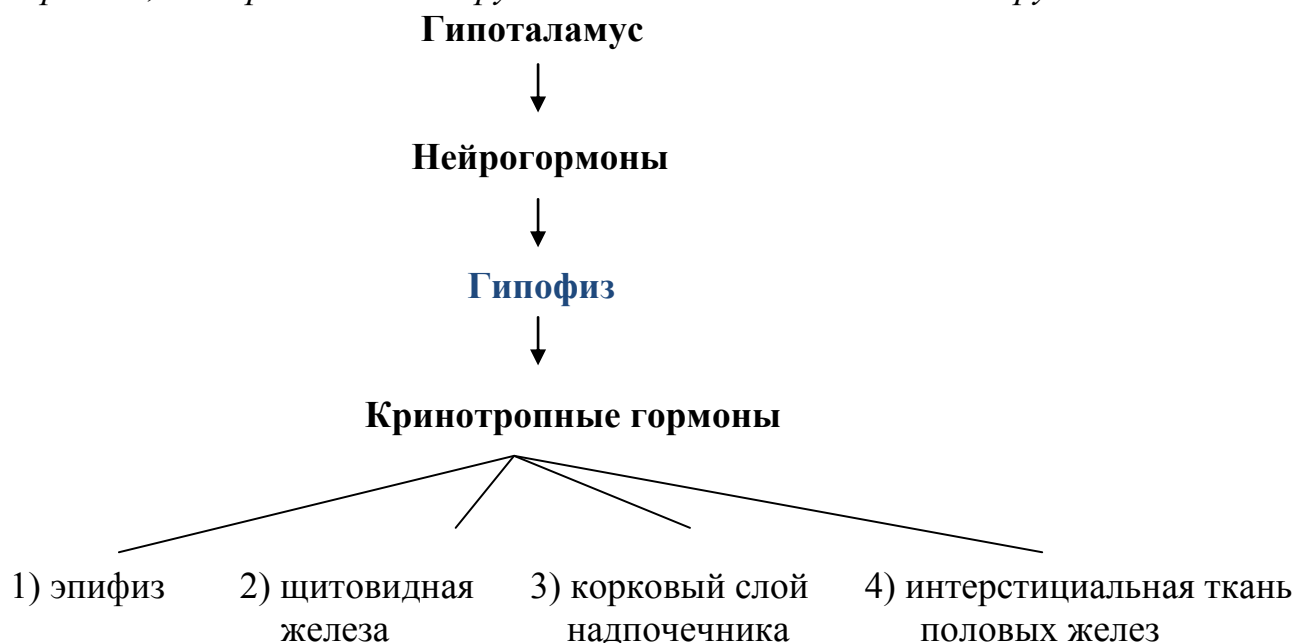 Гипоталамус
Нейрогормоны
Гипофиз
Кринотропные гормоны
1) эпифиз 2) щитовидная 3) корковый слой 4) интерстициальная ткань
железа надпочечника половых желез